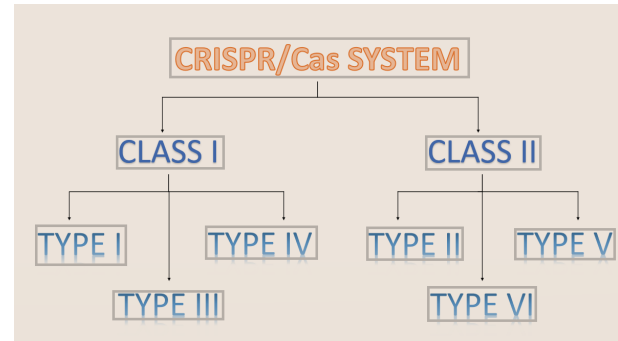 CRISPR/Cas SYSTEM
CLASS I
CLASS II
TYPE I
TYPE IV
TYPE II
TYPE V
TYPE III
TYPE VI